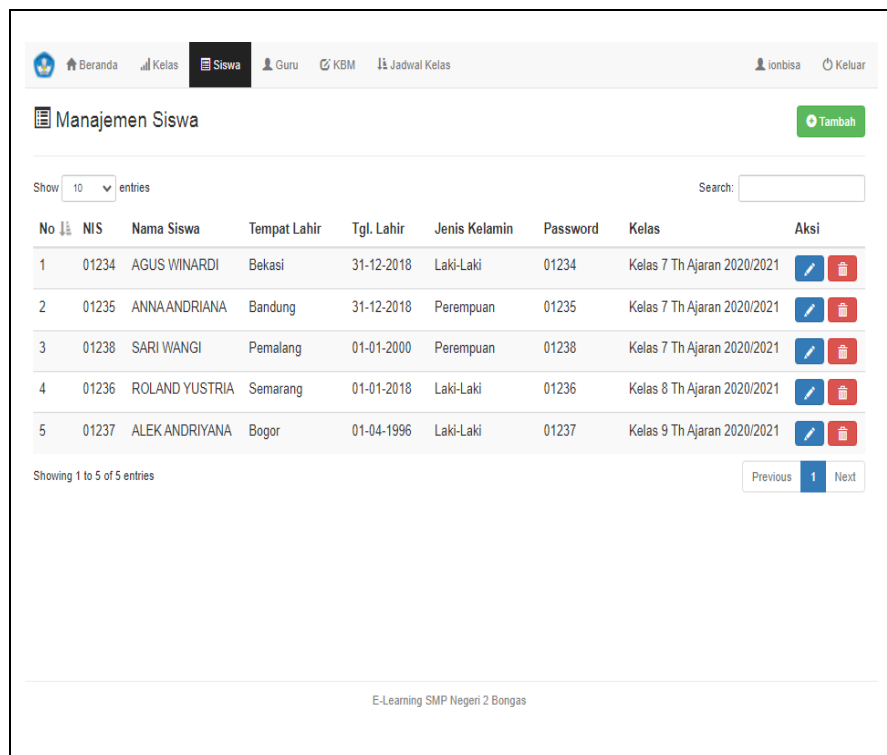 Beranda Kelas Siswa Guru KBM Jadwal Kelas ionbisa Keluar
Manajemen Siswa Tambah
Show 10 entries Search:
No NIS Nama Siswa Tempat Lahir Tgl. Lahir Jenis Kelamin Password Kelas Aksi
1 01234 AGUS WINARDI Bekasi 31-12-2018 Laki-Laki 01234 Kelas 7 Th Ajaran 2020/2021
2 01235 ANNA ANDRIANA Bandung 31-12-2018 Perempuan 01235 Kelas 7 Th Ajaran 2020/2021
3 01238 SARI WANGI Pemalang 01-01-2000 Perempuan 01238 Kelas 7 Th Ajaran 2020/2021
4 01236 ROLAND YUSTRIA Semarang 01-01-2018 Laki-Laki 01236 Kelas 8 Th Ajaran 2020/2021
5 01237 ALEK ANDRIYANA Bogor 01-04-1996 Laki-Laki 01237 Kelas 9 Th Ajaran 2020/2021
Showing 1 to 5 of 5 entries Previous 1 Next
E-Learning SMP Negeri 2 Bongas